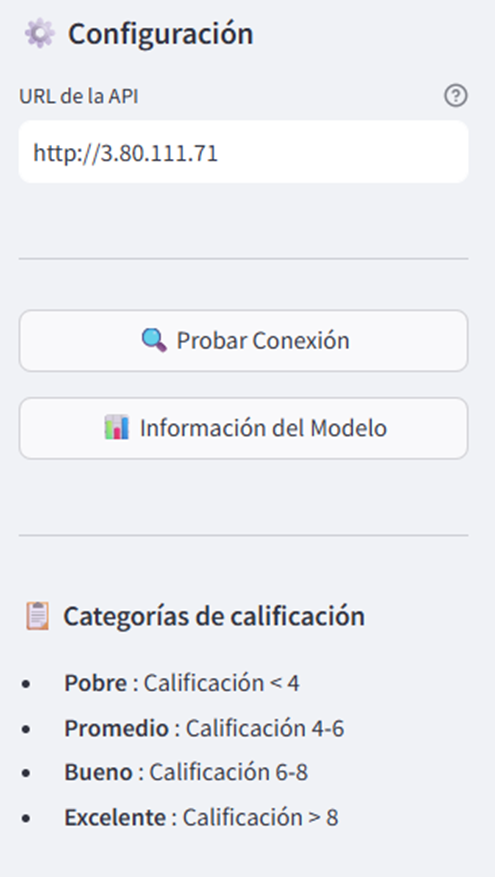 Configuración
URL de la API
http://3.80.111.71
Probar Conexión
Información del Modelo
Categorías de calificación
• Pobre : Calificación < 4
• Promedio : Calificación 4-6
• Bueno : Calificación 6-8
• Excelente : Calificación > 8